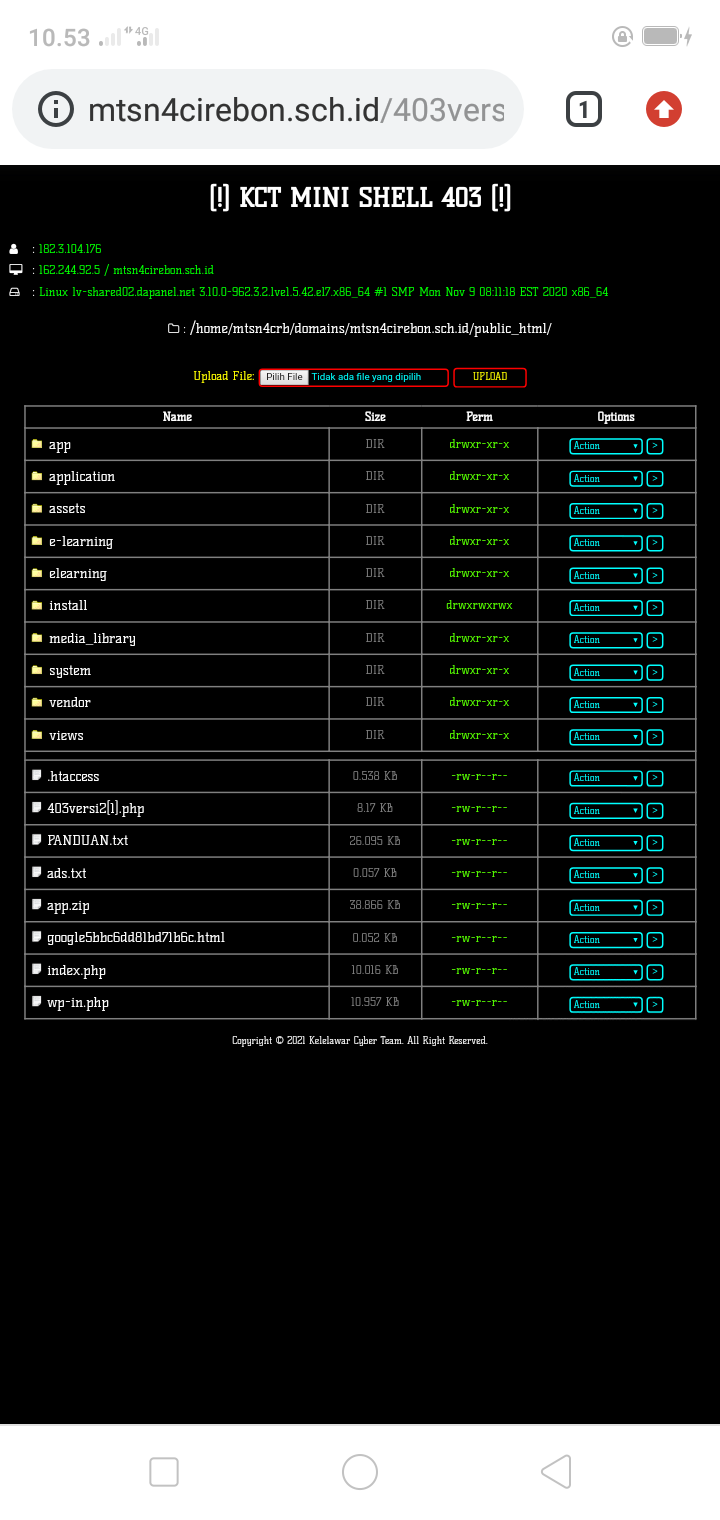 10.53 4G
mtsn4cirebon.sch.id/403vers
1
[!] KCT MINI SHELL 403 [!]
: 182.3.104.176
: 162.244.92.5 / mtsn4cirebon.sch.id
: Linux lv-shared02.dapanel.net 3.10.0-962.3.2.lve1.5.42.el7.x86_64 #1 SMP Mon Nov 9 08:11:18 EST 2020 x86_64
: /home/mtsn4crb/domains/mtsn4cirebon.sch.id/public_html/
Upload File: Pilih File Tidak ada file yang dipilih UPLOAD
Name Size Perm Options
app DIR drwxr-xr-x Action >
application DIR drwxr-xr-x Action >
assets DIR drwxr-xr-x Action >
e-learning DIR drwxr-xr-x Action >
elearning DIR drwxr-xr-x Action >
install DIR drwxrwxrwx Action >
media_library DIR drwxr-xr-x Action >
system DIR drwxr-xr-x Action >
vendor DIR drwxr-xr-x Action >
views DIR drwxr-xr-x Action >
.htaccess 0.538 KB -rw-r--r-- Action >
403versi2[1].php 8.17 KB -rw-r--r-- Action >
PANDUAN.txt 26.095 KB -rw-r--r-- Action >
ads.txt 0.057 KB -rw-r--r-- Action >
app.zip 38.866 KB -rw-r--r-- Action >
google5bbc6dd81bd71b6c.html 0.052 KB -rw-r--r-- Action >
index.php 10.016 KB -rw-r--r-- Action >
wp-in.php 10.957 KB -rw-r--r-- Action >
Copyright © 2021 Kelelawar Cyber Team. All Right Reserved.